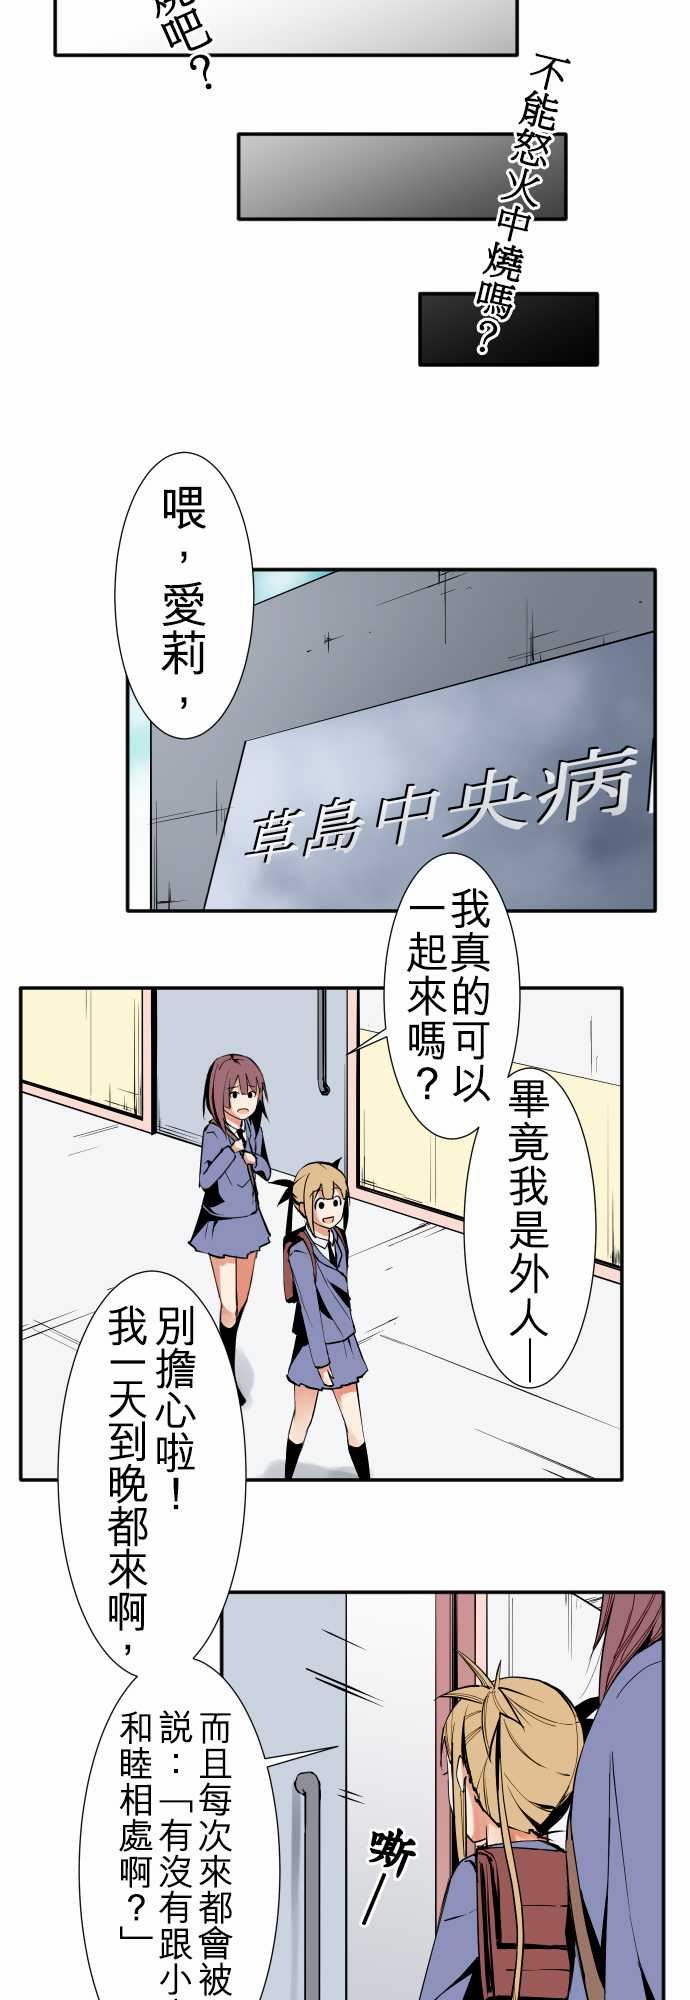 燒吧？
不能怒火中燒嗎？
喂，愛莉，
草島中央病
我真的可以
一起來嗎？
畢竟我是外人—
別擔心啦！
我一天到晚都來啊，
而且每次來都會被
說：「有沒有跟小
和睦相處啊？」
嘶—